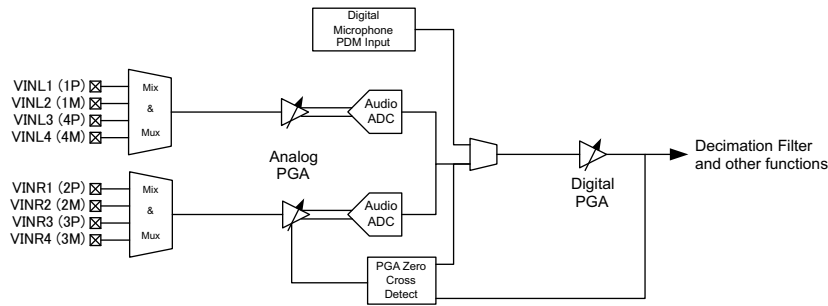 Digital
Microphone
PDM Input
VINL1 (1P)
VINL2 (1M)
VINL3 (4P)
VINL4 (4M)
Mix
&
Mux
Audio
ADC
Analog
PGA
Decimation Filter
and other functions
Digital
PGA
VINR1 (2P)
VINR2 (2M)
VINR3 (3P)
VINR4 (3M)
Mix
&
Mux
Audio
ADC
PGA Zero
Cross
Detect